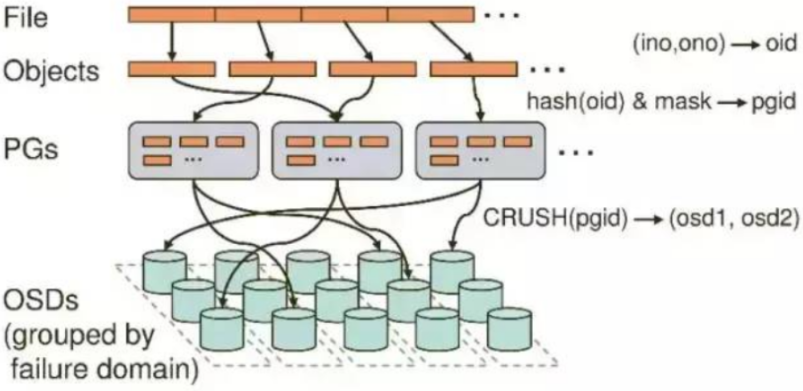 File
(ino,ono) → oid
Objects
hash(oid) & mask → pgid
PGs
CRUSH(pgid) → (osd1, osd2)
OSDs
(grouped by
failure domain)